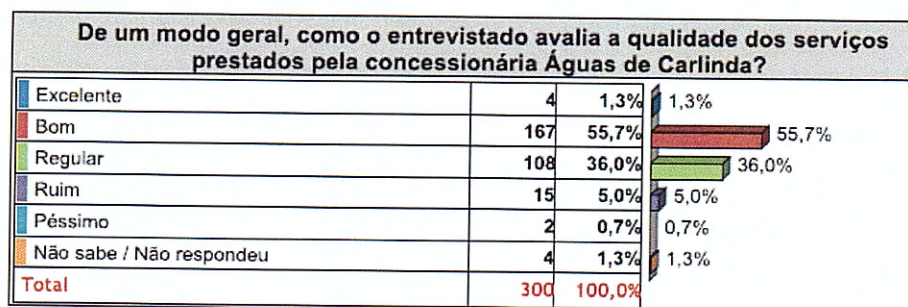 De um modo geral, como o entrevistado avalia a qualidade dos serviços
prestados pela concessionária Águas de Carlinda?
Excelente 4 1,3% 1,3%
Bom 167 55,7% 55,7%
Regular 108 36,0% 36,0%
Ruim 15 5,0% 5,0%
Péssimo 2 0,7% 0,7%
Não sabe / Não respondeu 4 1,3% 1,3%
Total 300 100,0%